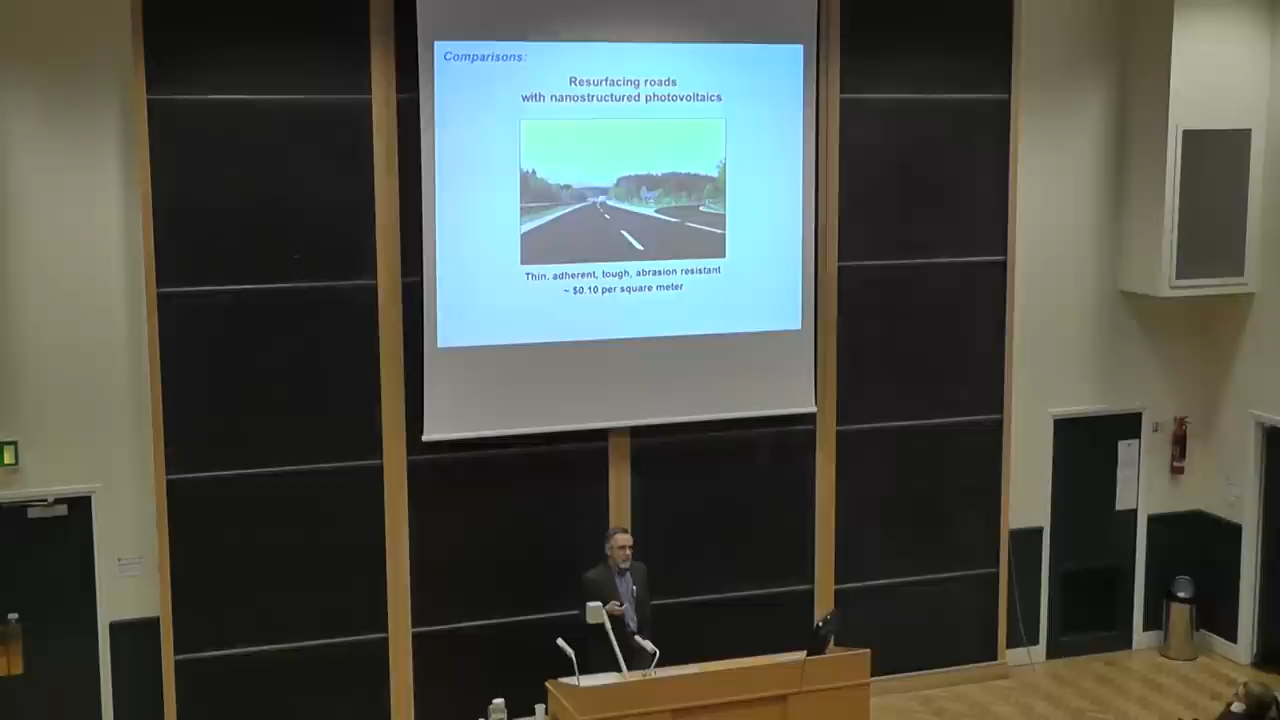 Comparisons:
Resurfacing roads
with nanostructured photovoltaics
Thin, adherent, tough, abrasion resistant
~ $0.10 per square meter